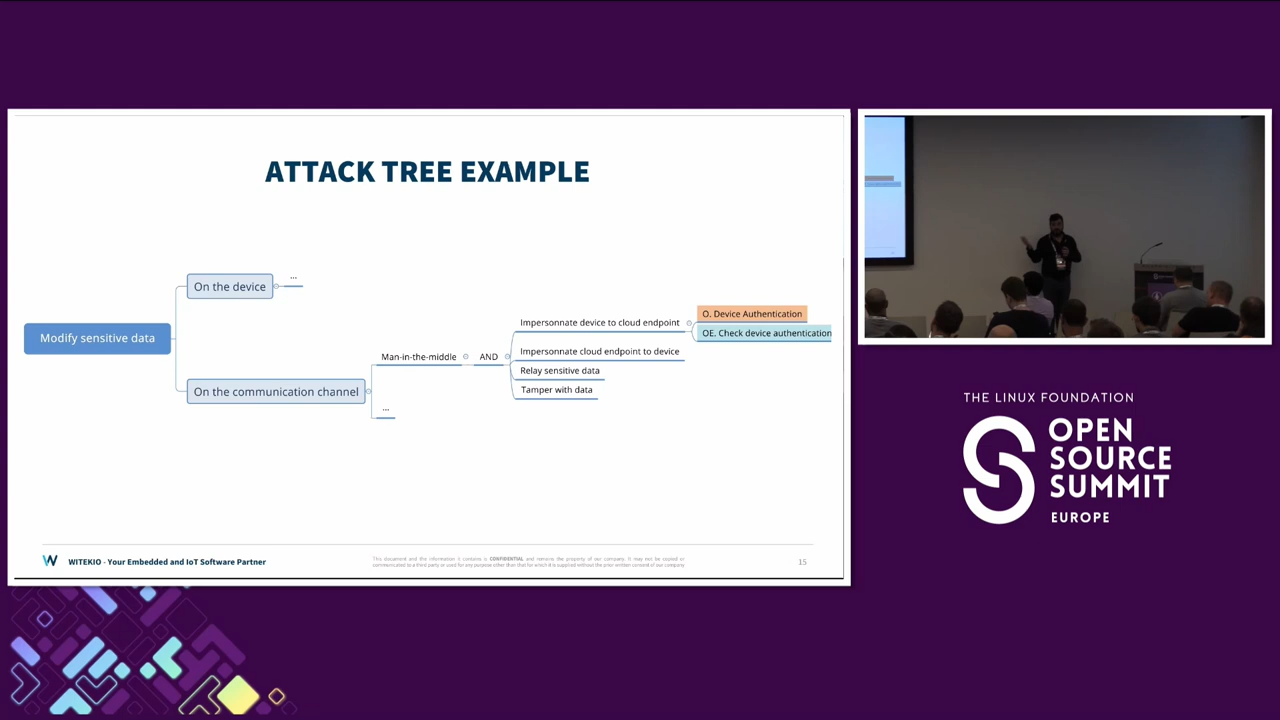 ATTACK TREE EXAMPLE
Modify sensitive data
On the device
...
On the communication channel
Man-in-the-middle
AND
...
Impersonnate device to cloud endpoint
O. Device Authentication
OE. Check device authentication
Impersonnate cloud endpoint to device
Relay sensitive data
Tamper with data
W WITEKIO - Your Embedded and IoT Software Partner
This document and the information it contains is CONFIDENTIAL and remains the property of our company. It may not be copied or
communicated to a third party or used for any purpose other than that for which it is supplied without the prior written consent of our company
15
THE LINUX FOUNDATION
OPEN
SOURCE
SUMMIT
EUROPE